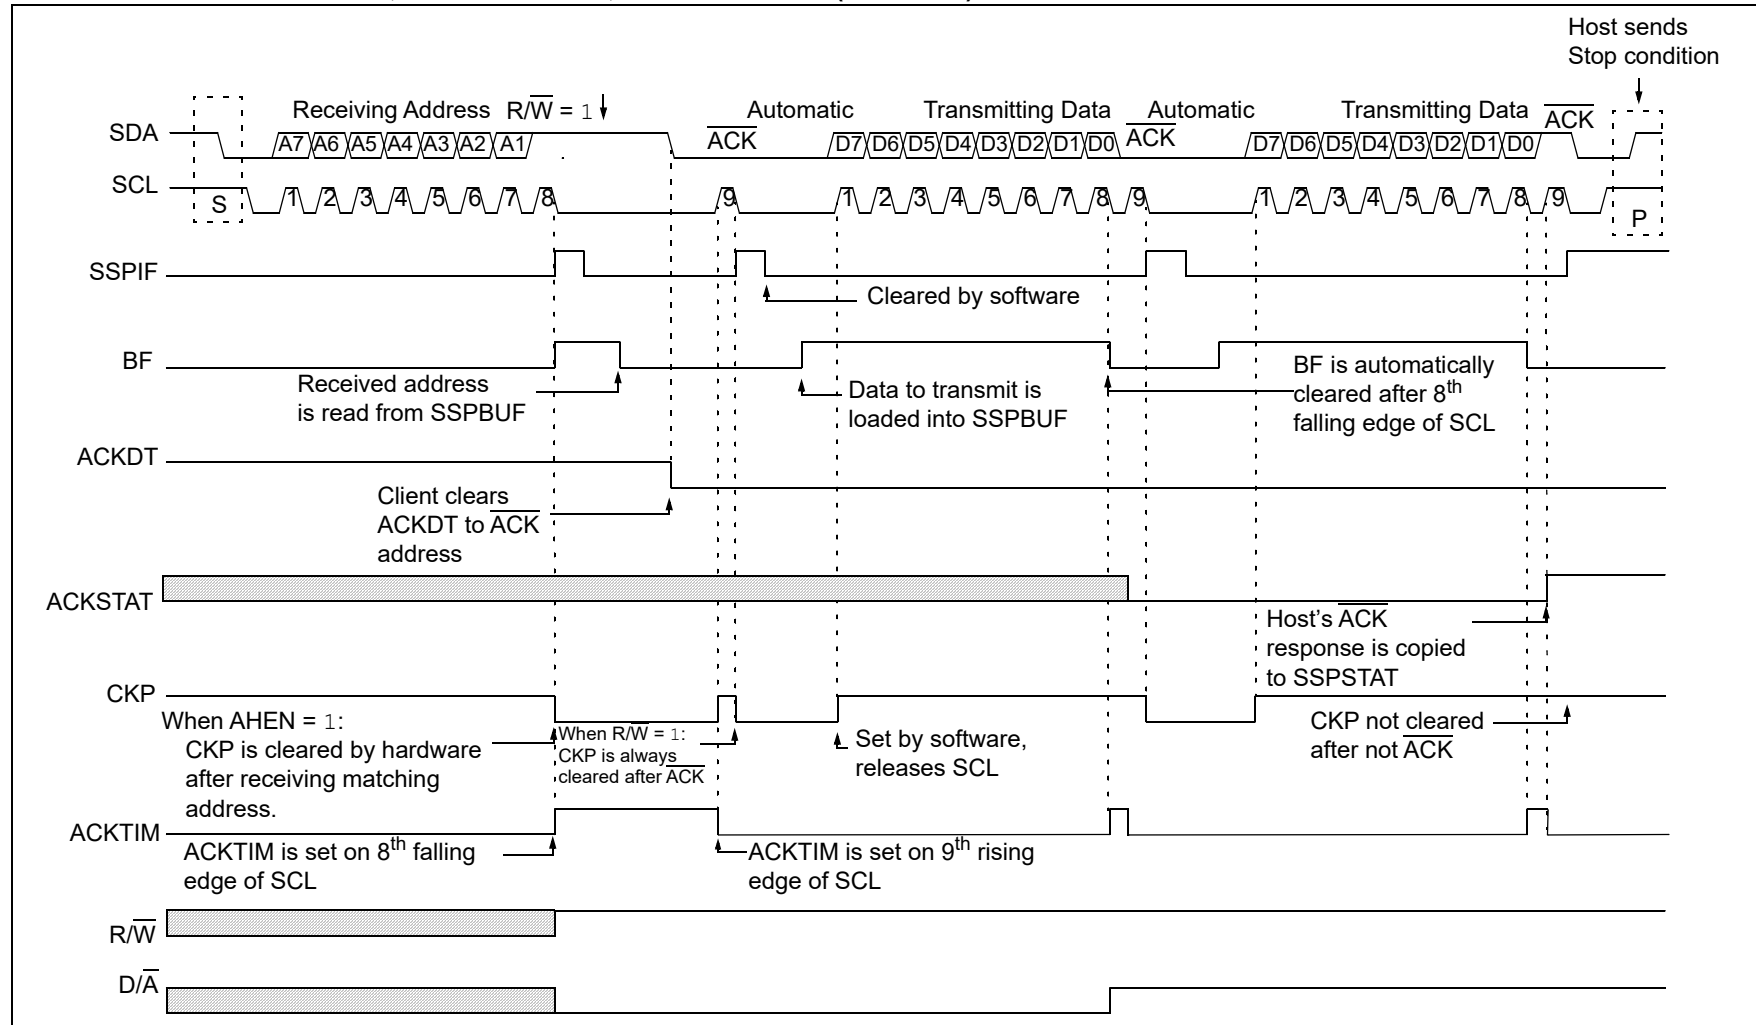 Host sends
Stop condition
Receiving Address R/W = 1
Automatic
Transmitting Data
Automatic
Transmitting Data
ACK
SDA
A7 A6 A5 A4 A3 A2 A1
ACK
D7 D6 D5 D4 D3 D2 D1 D0
ACK
D7 D6 D5 D4 D3 D2 D1 D0
SCL
S
1 2 3 4 5 6 7 8
9
1 2 3 4 5 6 7 8 9
1 2 3 4 5 6 7 8 9
P
SSPIF
Cleared by software
BF
Received address
is read from SSPBUF
Data to transmit is
loaded into SSPBUF
BF is automatically
cleared after 8th
falling edge of SCL
ACKDT
Client clears
ACKDT to ACK
address
ACKSTAT
Host's ACK
response is copied
to SSPSTAT
CKP
When AHEN = 1:
CKP is cleared by hardware
after receiving matching
address.
When R/W = 1:
CKP is always
cleared after ACK
Set by software,
releases SCL
CKP not cleared
after not ACK
ACKTIM
ACKTIM is set on 8th falling
edge of SCL
ACKTIM is set on 9th rising
edge of SCL
R/W
D/A